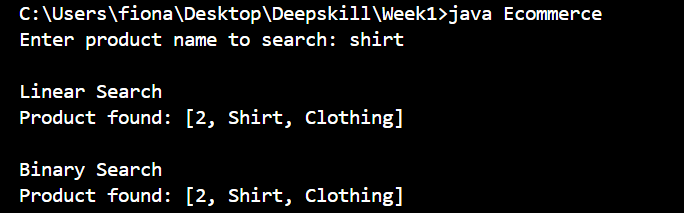 C:\Users\fiona\Desktop\Deepskill\Week1>java Ecommerce
Enter product name to search: shirt
Linear Search
Product found: [2, Shirt, Clothing]
Binary Search
Product found: [2, Shirt, Clothing]